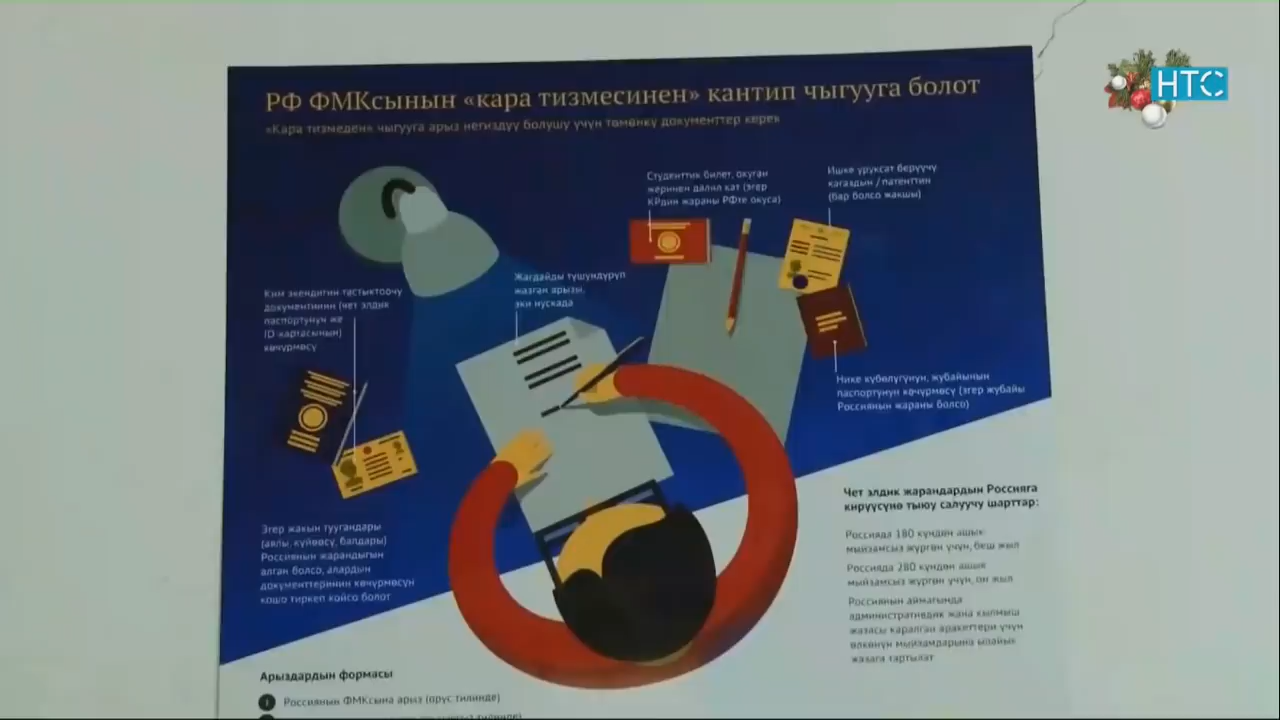 НТС
РФ ФМКсынын «кара тизмесинен» кантип чыгууга болот
«Кара тизмеден» чыгууга арыз негиздүү болушу үчүн төмөнкү документтер керек
Студенттик билет, окуган
жеринен далил кат (эгер
КРдин жараны РФте окуса)
Ишке уруксат берүүчү
кагаздын / патенттин
(бар болсо жакшы)
Жагдайды түшүндүрүп
жазган арызы,
эки нускада
Ким экендигин тастыктоочу
документинин (чет элдик
паспортунун же
ID картасынын)
көчүрмөсү
Нике күбөлүгүнүн, жубайынын
паспортунун көчүрмөсү (эгер жубайы
Россиянын жараны болсо)
Эгер жакын туугандары
(аялы, күйөөсү, балдары)
Россиянын жарандыгын
алган болсо, алардын
документтеринин көчүрмөсүн
кошо тиркеп койсо болот
Чет элдик жарандардын Россияга
кирүүсүнө тыюу салуучу шарттар:
Россияда 180 күндөн ашык
мыйзамсыз жүргөн үчүн, беш жыл
Россияда 280 күндөн ашык
мыйзамсыз жүргөн үчүн, он жыл
Россиянын аймагында
административдик жана кылмыш
жазасы каралган аракеттери үчүн
өлкөнүн мыйзамдарына ылайык
жазага тартылат
Арыздардын формасы
1 Россиянын ФМКсына арыз (орус тилинде)